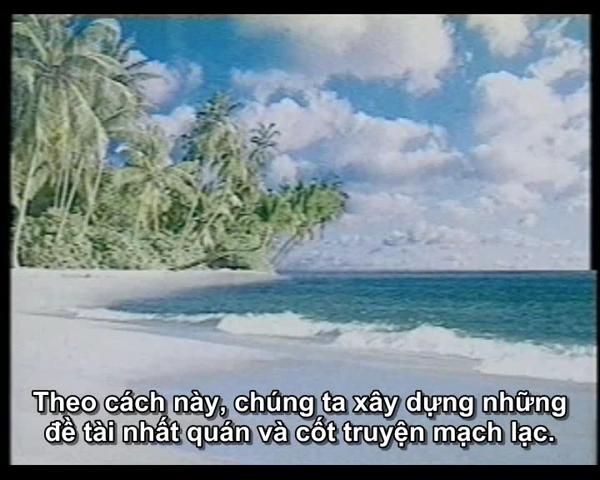 Theo cách này, chúng ta xây dựng những
đề tài nhất quán và cốt truyện mạch lạc.